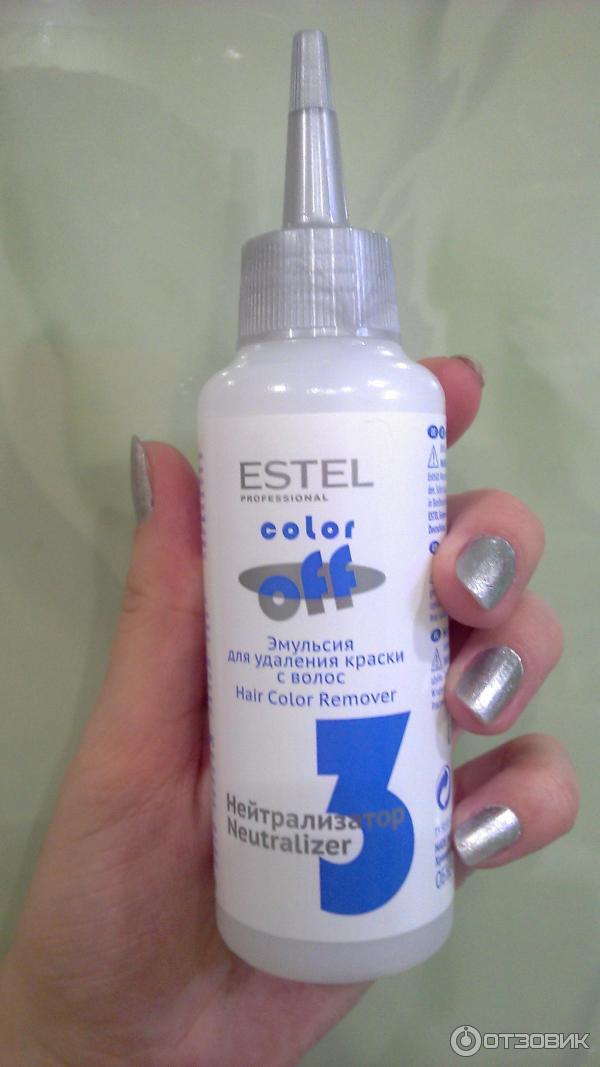 ESTEL
PROFESSIONAL
color
off
Эмульсия
для удаления краски
с волос
Hair Color Remover
3
Нейтрализатор
Neutralizer
ОТЗОВИК